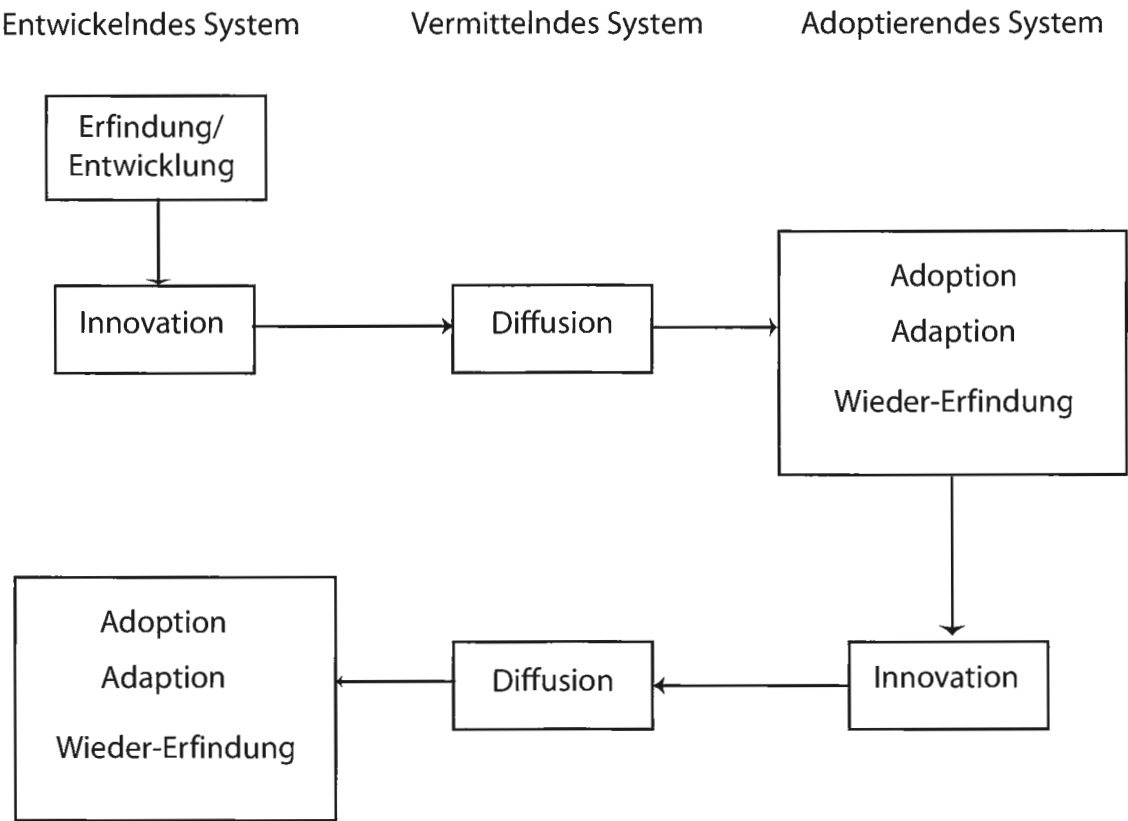 Entwickelndes System
Vermittelndes System
Adoptierendes System
Erfindung/
Entwicklung
Innovation
Diffusion
Adoption
Adaption
Wieder-Erfindung
Adoption
Adaption
Wieder-Erfindung
Diffusion
Innovation